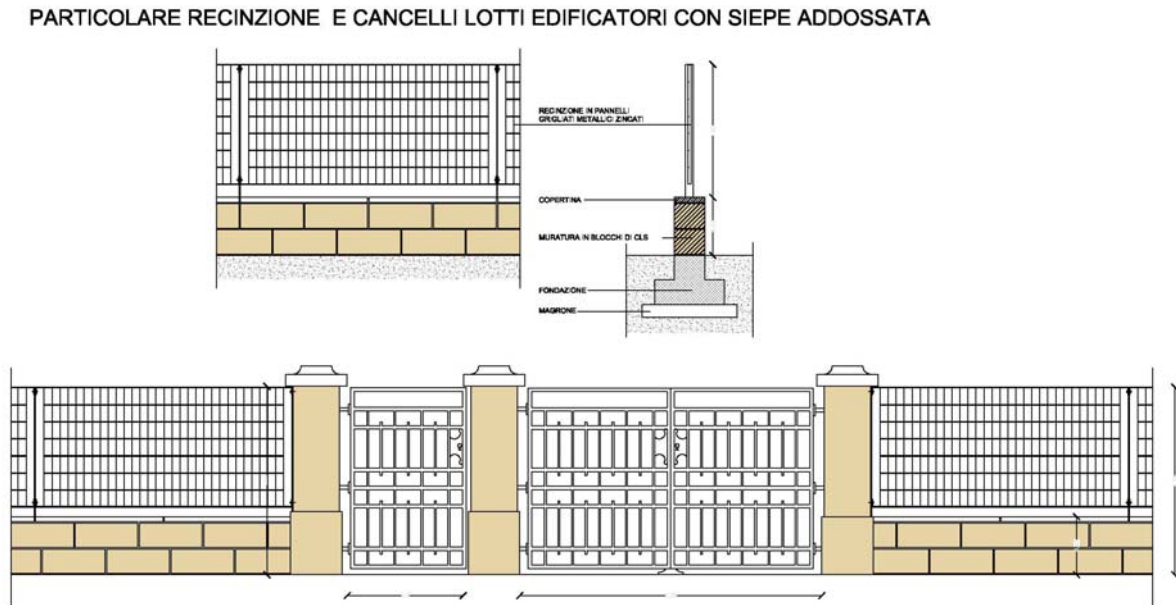 PARTICOLARE RECINZIONE E CANCELLI LOTTI EDIFICATORI CON SIEPE ADDOSSATA
RECINZIONE IN PANNELLI
GRIGLIATI METALLICI ZINCATI
COPERTINA
MURATURA IN BLOCCHI DI CLS
FONDAZIONE
MAGRONE